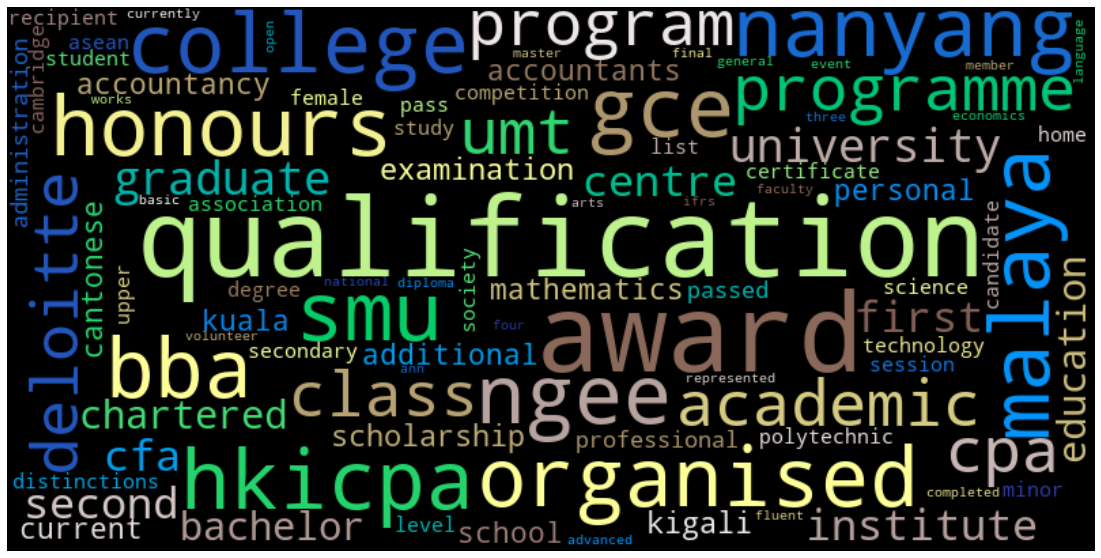 recipient currently
asean open
college
program
nanyang
language
administration
cambridge
student
accountancy
works
female
pass
study
master final general event member
accountants
competition
programme
three economics
honours
umt
gce
list
university
home
examination
graduate
centre
certificate
personal
basic association
arts faculty ifrs
deloitte
cantonese
upper
qualification
candidate
malaya
education
society
national diploma
degree
mathematics passed
science
kuala
volunteer
smu
four
award
first
secondary additional
technology
session
bba
ann
represented
class
ngee
academic
chartered
scholarship
professional
polytechnic
cfa
distinctions
hkicpa
organised
cpa
completed minor
second
current
bachelor
level school
advanced
kigali
fluent
institute